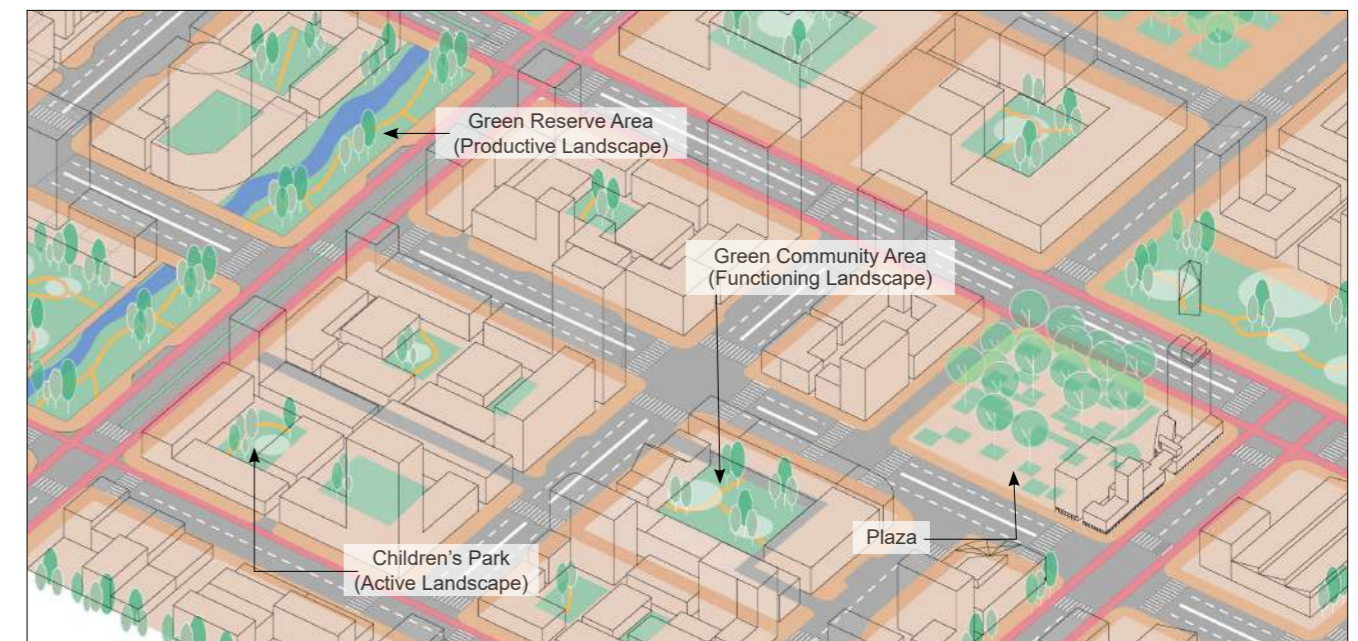 Green Reserve Area
(Productive Landscape)
Green Community Area
(Functioning Landscape)
Plaza
Children's Park
(Active Landscape)